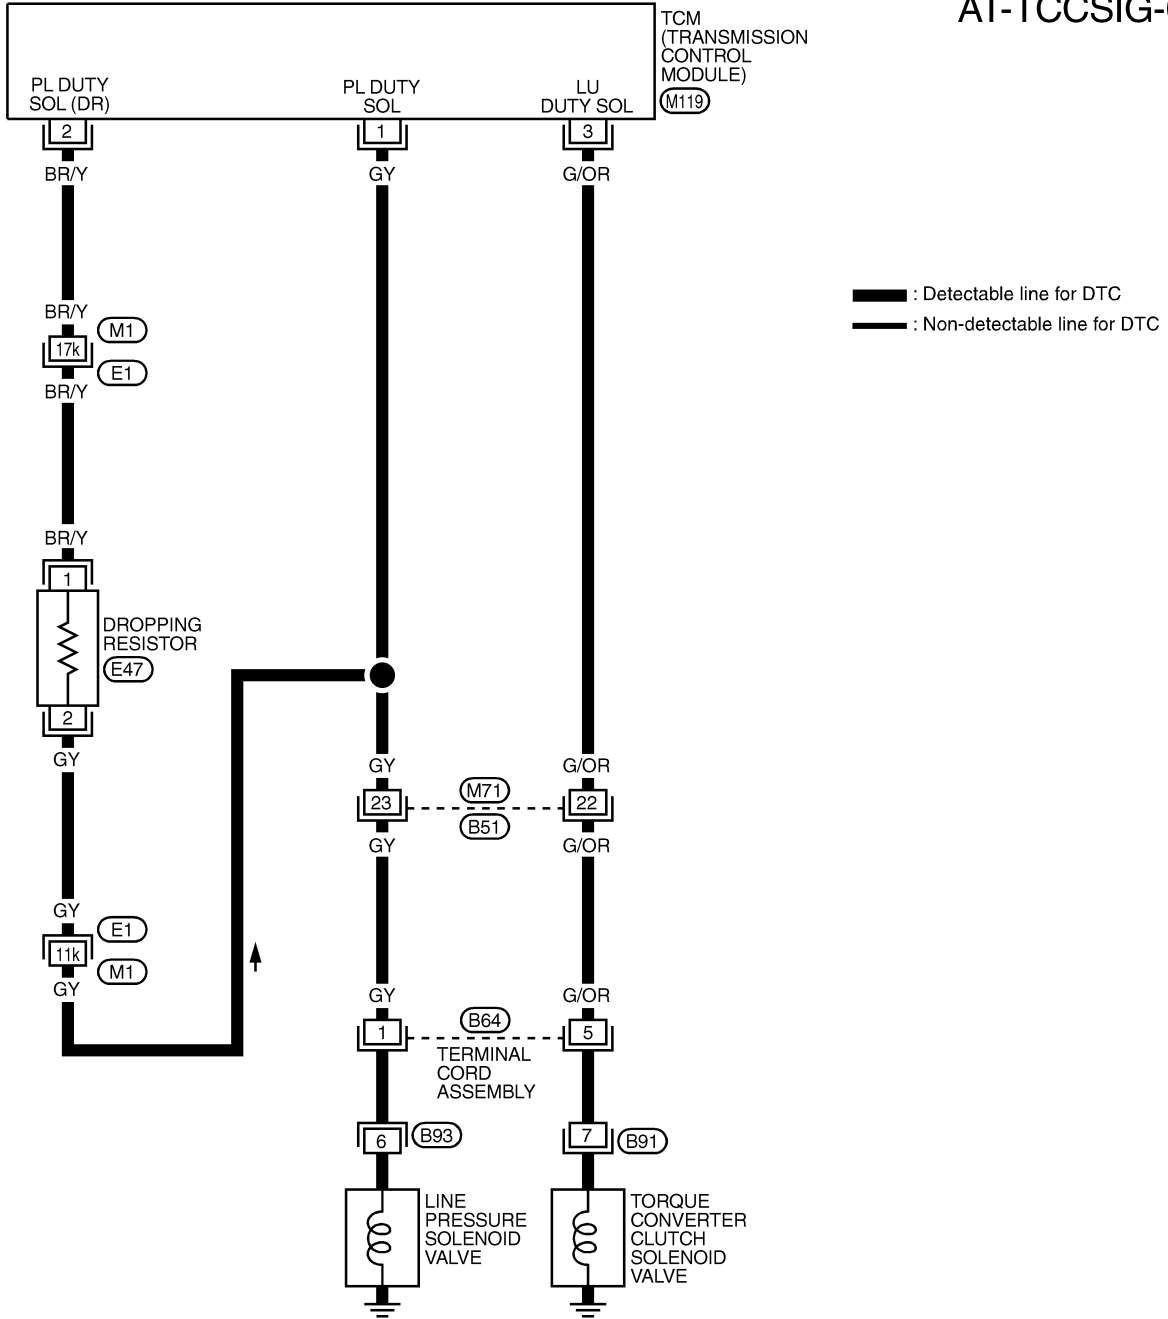 AT-TCCSIG-
TCM
(TRANSMISSION
CONTROL
MODULE)
M119
PL DUTY
SOL (DR)
PL DUTY
SOL
LU
DUTY SOL
2
1
3
BR/Y
GY
G/OR
: Detectable line for DTC
: Non-detectable line for DTC
BR/Y
M1
17k
E1
BR/Y
BR/Y
1
DROPPING
RESISTOR
E47
2
GY
GY
G/OR
23
M71
B51
22
GY
G/OR
GY
E1
11k
M1
GY
GY
G/OR
1
B64
5
TERMINAL
CORD
ASSEMBLY
6
B93
7
B91
LINE
PRESSURE
SOLENOID
VALVE
TORQUE
CONVERTER
CLUTCH
SOLENOID
VALVE